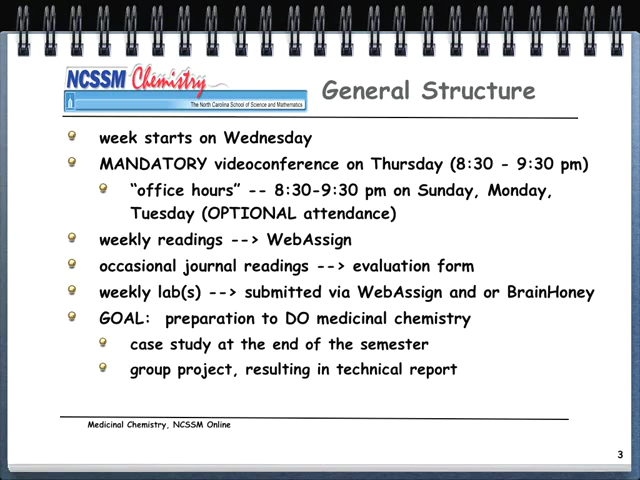 NCSSM Chemistry
The North Carolina School of Science and Mathematics
General Structure
week starts on Wednesday
MANDATORY videoconference on Thursday (8:30 - 9:30 pm)
“office hours” -- 8:30-9:30 pm on Sunday, Monday,
Tuesday (OPTIONAL attendance)
weekly readings --> WebAssign
occasional journal readings --> evaluation form
weekly lab(s) --> submitted via WebAssign and or BrainHoney
GOAL: preparation to DO medicinal chemistry
case study at the end of the semester
group project, resulting in technical report
Medicinal Chemistry, NCSSM Online
3